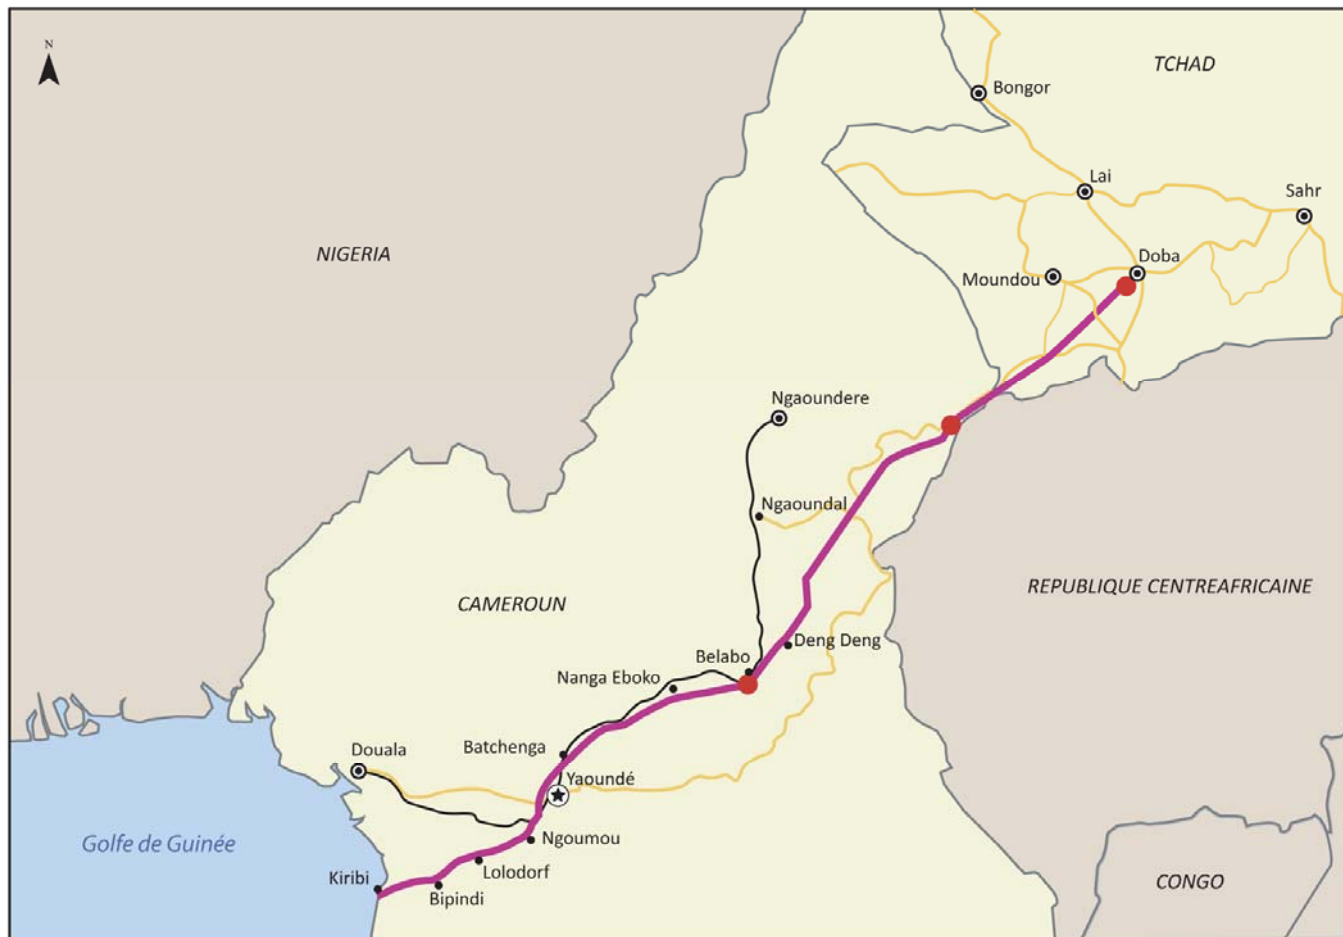 N
TCHAD
Bongor
Lai
Sahr
NIGERIA
Doba
Moundou
Ngaoundere
Ngaoundal
REPUBLIQUE CENTREAFRICAINE
CAMEROUN
Deng Deng
Belabo
Nanga Eboko
Batchenga
Douala
Yaoundé
Golfe de Guinée
Ngoumou
Lolodorf
Kiribi
Bipindi
CONGO